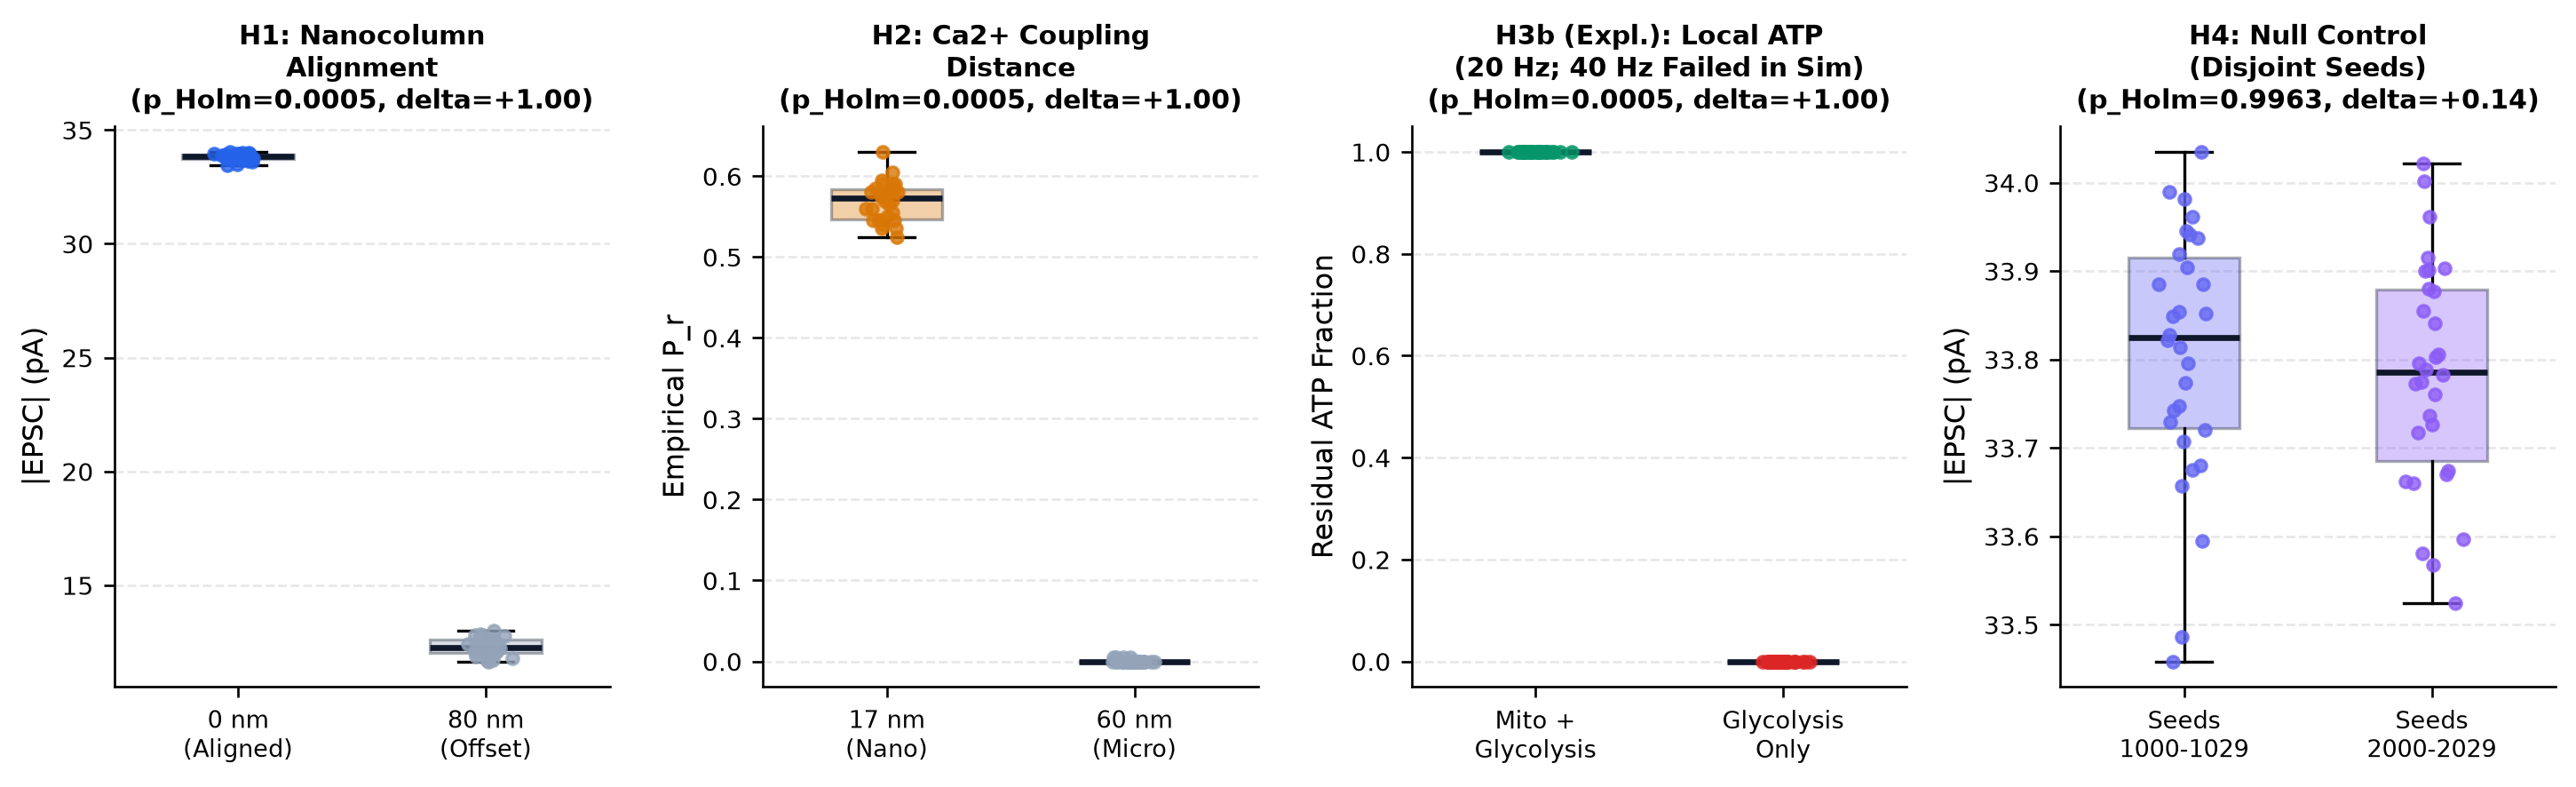 H1: Nanocolumn
Alignment
(p_Holm=0.0005, delta=+1.00)
|EPSC| (pA)
35
30
25
20
15
0 nm
(Aligned)
80 nm
(Offset)
H2: Ca2+ Coupling
Distance
(p_Holm=0.0005, delta=+1.00)
Empirical P_r
0.6
0.5
0.4
0.3
0.2
0.1
0.0
17 nm
(Nano)
60 nm
(Micro)
H3b (Expl.): Local ATP
(20 Hz; 40 Hz Failed in Sim)
(p_Holm=0.0005, delta=+1.00)
Residual ATP Fraction
1.0
0.8
0.6
0.4
0.2
0.0
Mito +
Glycolysis
Glycolysis
Only
H4: Null Control
(Disjoint Seeds)
(p_Holm=0.9963, delta=+0.14)
|EPSC| (pA)
34.0
33.9
33.8
33.7
33.6
33.5
Seeds
1000-1029
Seeds
2000-2029